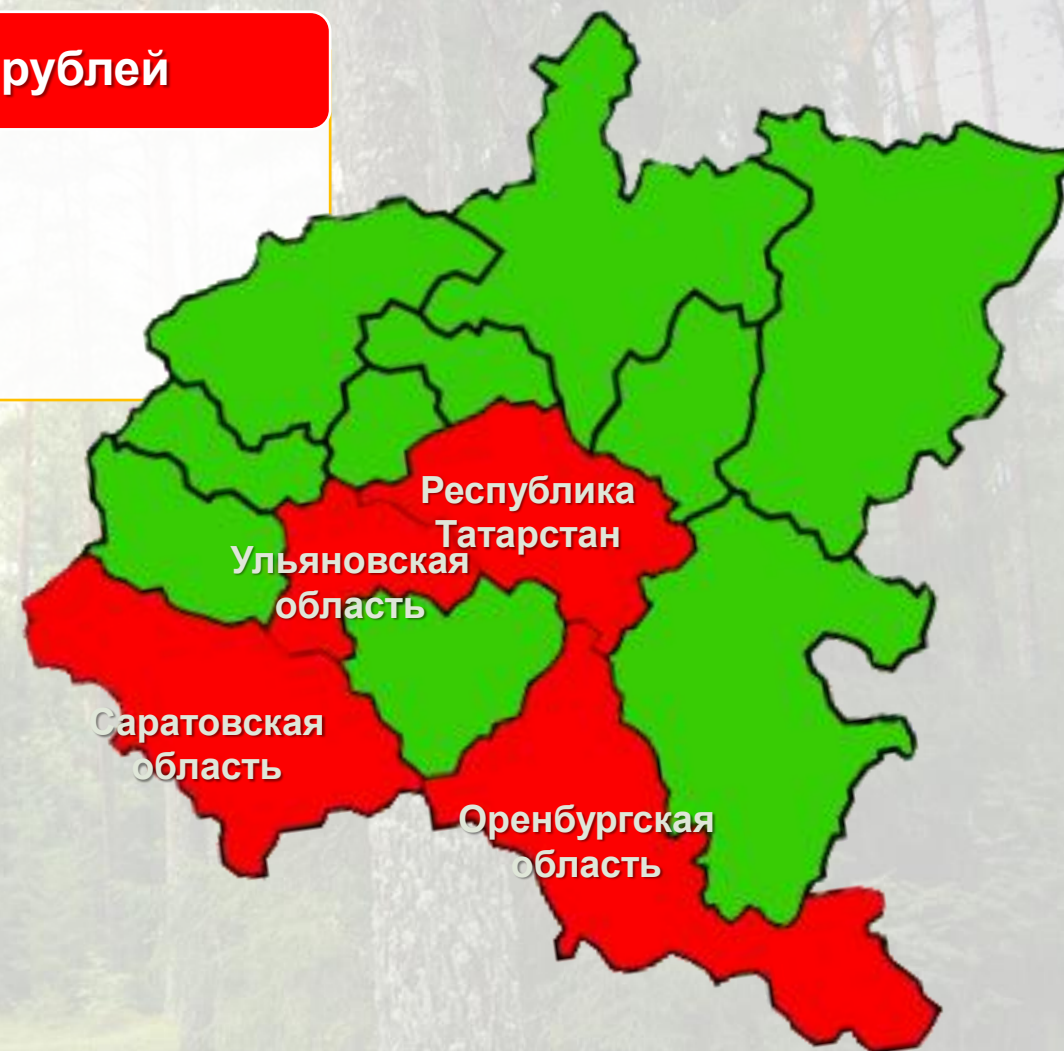 рублей
Республика
Татарстан
Ульяновская
область
Саратовская
область
Оренбургская
область